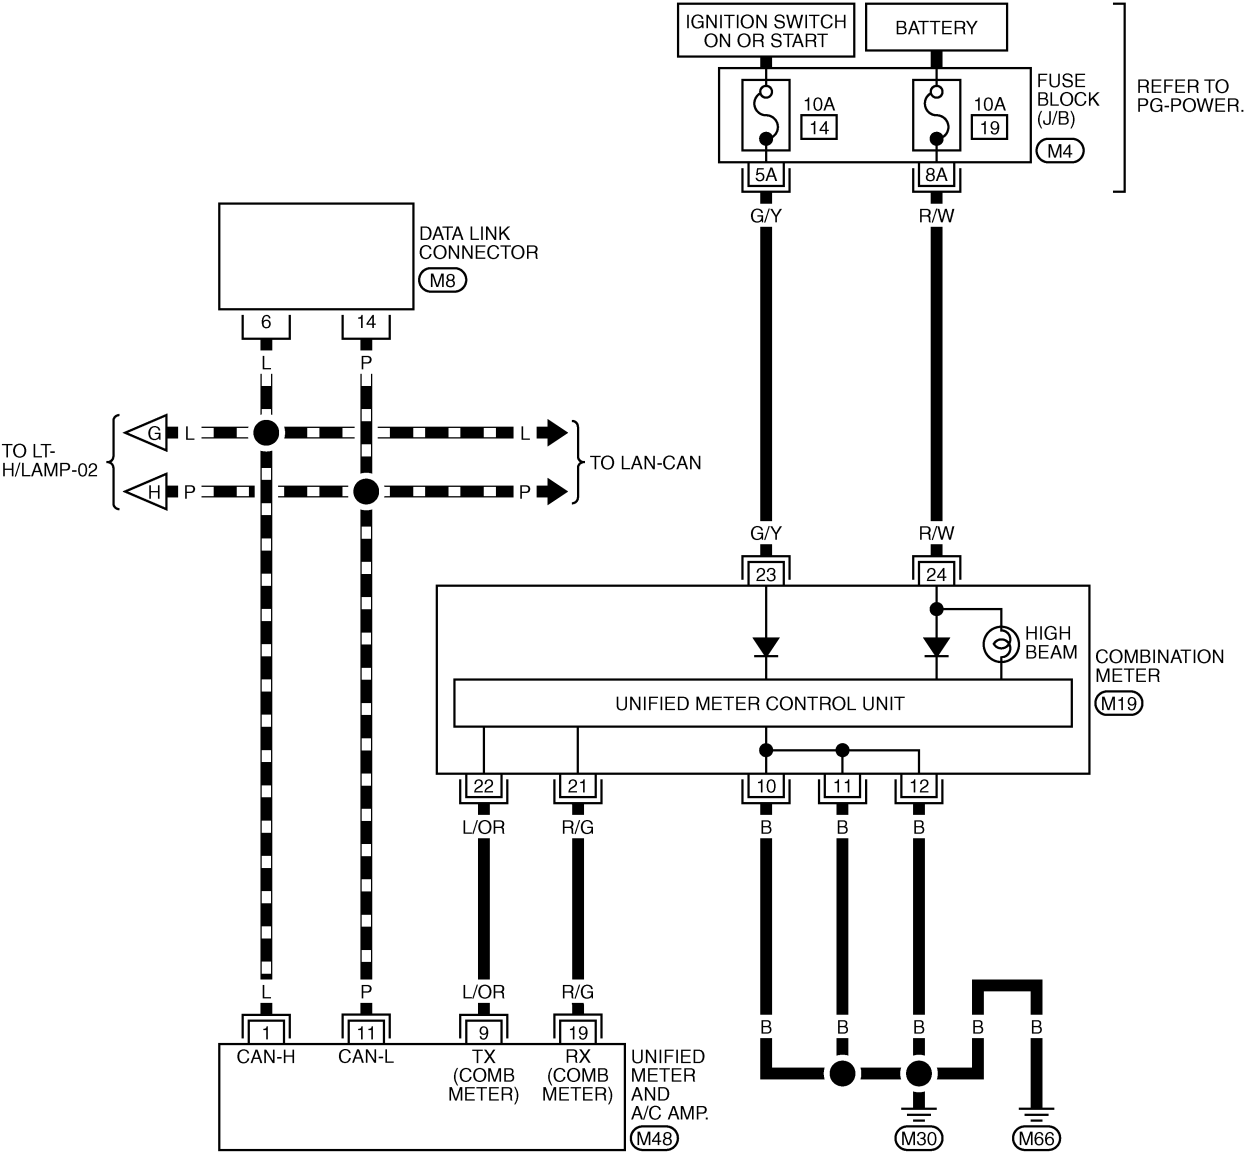 IGNITION SWITCH
ON OR START
BATTERY
REFER TO
PG-POWER.
FUSE
BLOCK
(J/B)
M4
10A
14
10A
19
5A
8A
G/Y
R/W
DATA LINK
CONNECTOR
M8
6
14
L
P
TO LT-
H/LAMP-02
G
L
L
H
P
P
TO LAN-CAN
G/Y
R/W
23
24
HIGH
BEAM
COMBINATION
METER
M19
UNIFIED METER CONTROL UNIT
22
21
10
11
12
L/OR
R/G
B
B
B
L
P
L/OR
R/G
B
B
B
B
B
1
11
9
19
CAN-H
CAN-L
TX
(COMB
METER)
RX
(COMB
METER)
UNIFIED
METER
AND
A/C AMP.
M48
M30
M66